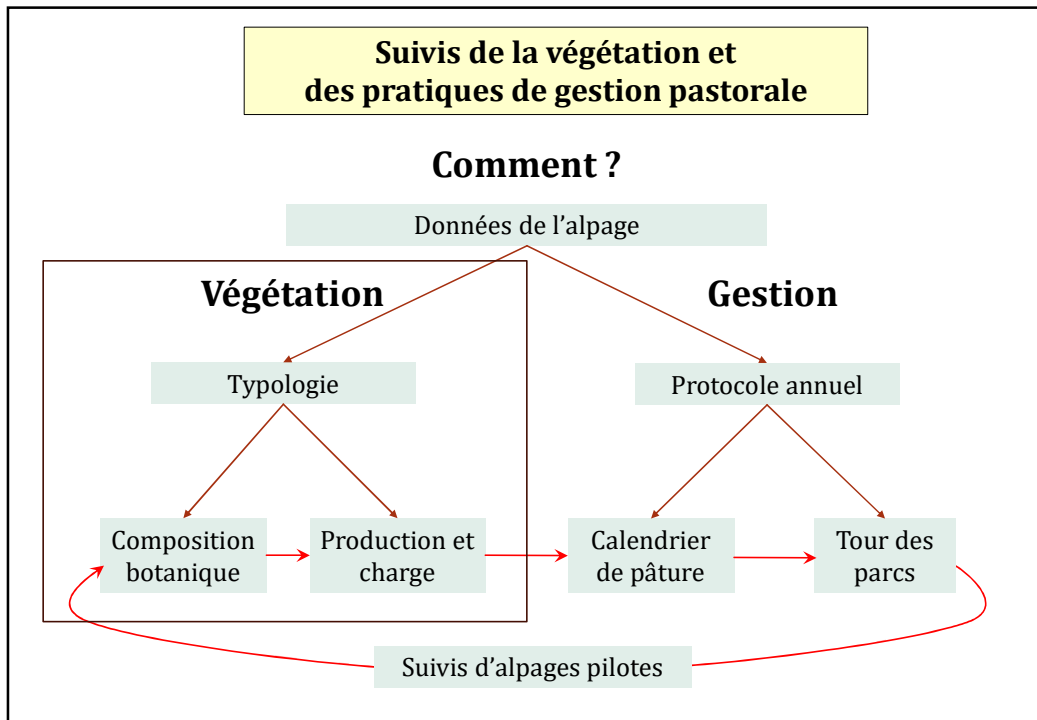 Suivis de la végétation et
des pratiques de gestion pastorale
Comment ?
Données de l’alpage
Végétation
Gestion
Typologie
Protocole annuel
Composition
botanique
Production et
charge
Calendrier
de pâture
Tour des
parcs
Suivis d’alpages pilotes